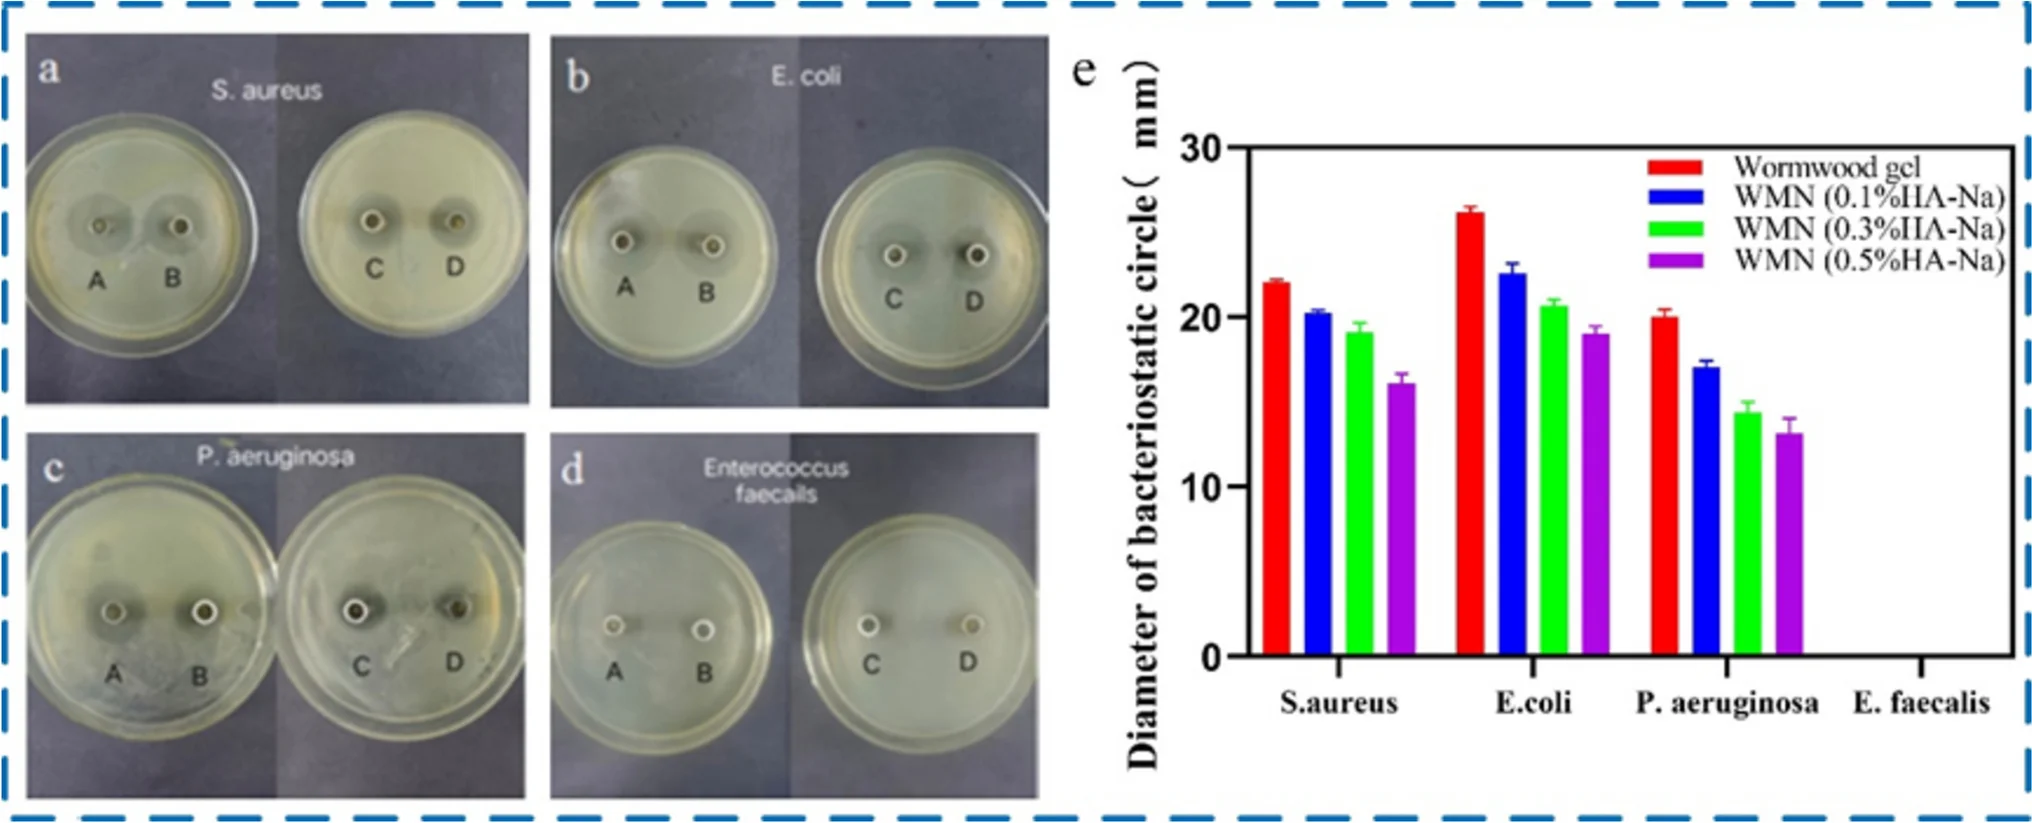 a
S. aureus
A
B
C
D
b
E. coli
A
B
C
D
c
P. aeruginosa
A
B
C
D
d
Enterococcus
faecails
A
B
C
D
e
Diameter of bacteriostatic circle( mm)
30
20
10
0
Wormwood gel
WMN (0.1%HA-Na)
WMN (0.3%HA-Na)
WMN (0.5%HA-Na)
S.aureus
E.coli
P. aeruginosa
E. faecalis